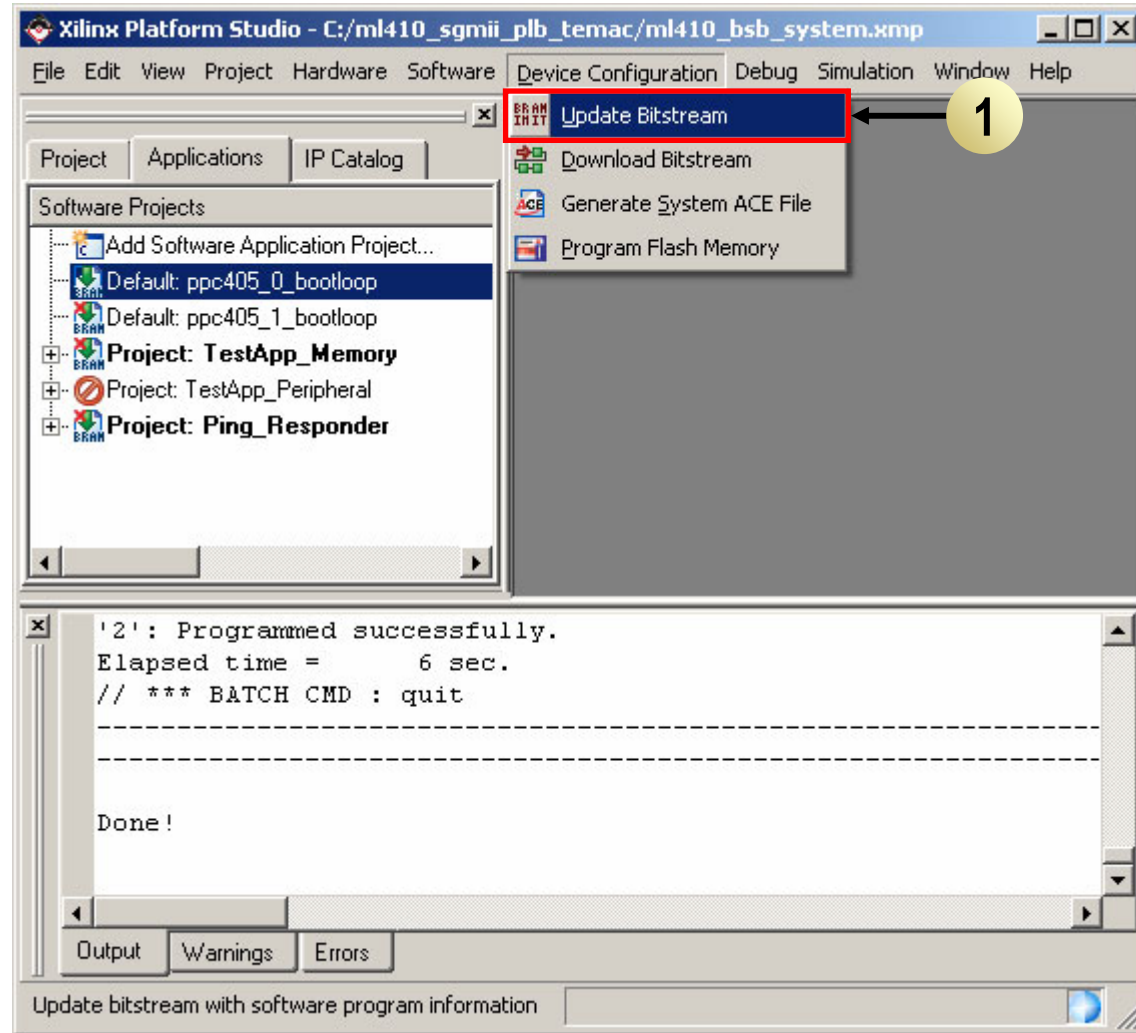 Xilinx Platform Studio - C:/ml410_sgmii_plb_temac/ml410_bsb_system.xmp
File Edit View Project Hardware Software Device Configuration Debug Simulation Window Help
BRAM INIT Update Bitstream
1
Download Bitstream
ACE Generate System ACE File
Program Flash Memory
Project Applications IP Catalog
Software Projects
Add Software Application Project...
Default: ppc405_0_bootloop
Default: ppc405_1_bootloop
Project: TestApp_Memory
Project: TestApp_Peripheral
Project: Ping_Responder
'2': Programmed successfully.
Elapsed time =      6 sec.
// *** BATCH CMD : quit
----------------------------------------------------------------
----------------------------------------------------------------
Done!
Output Warnings Errors
Update bitstream with software program information